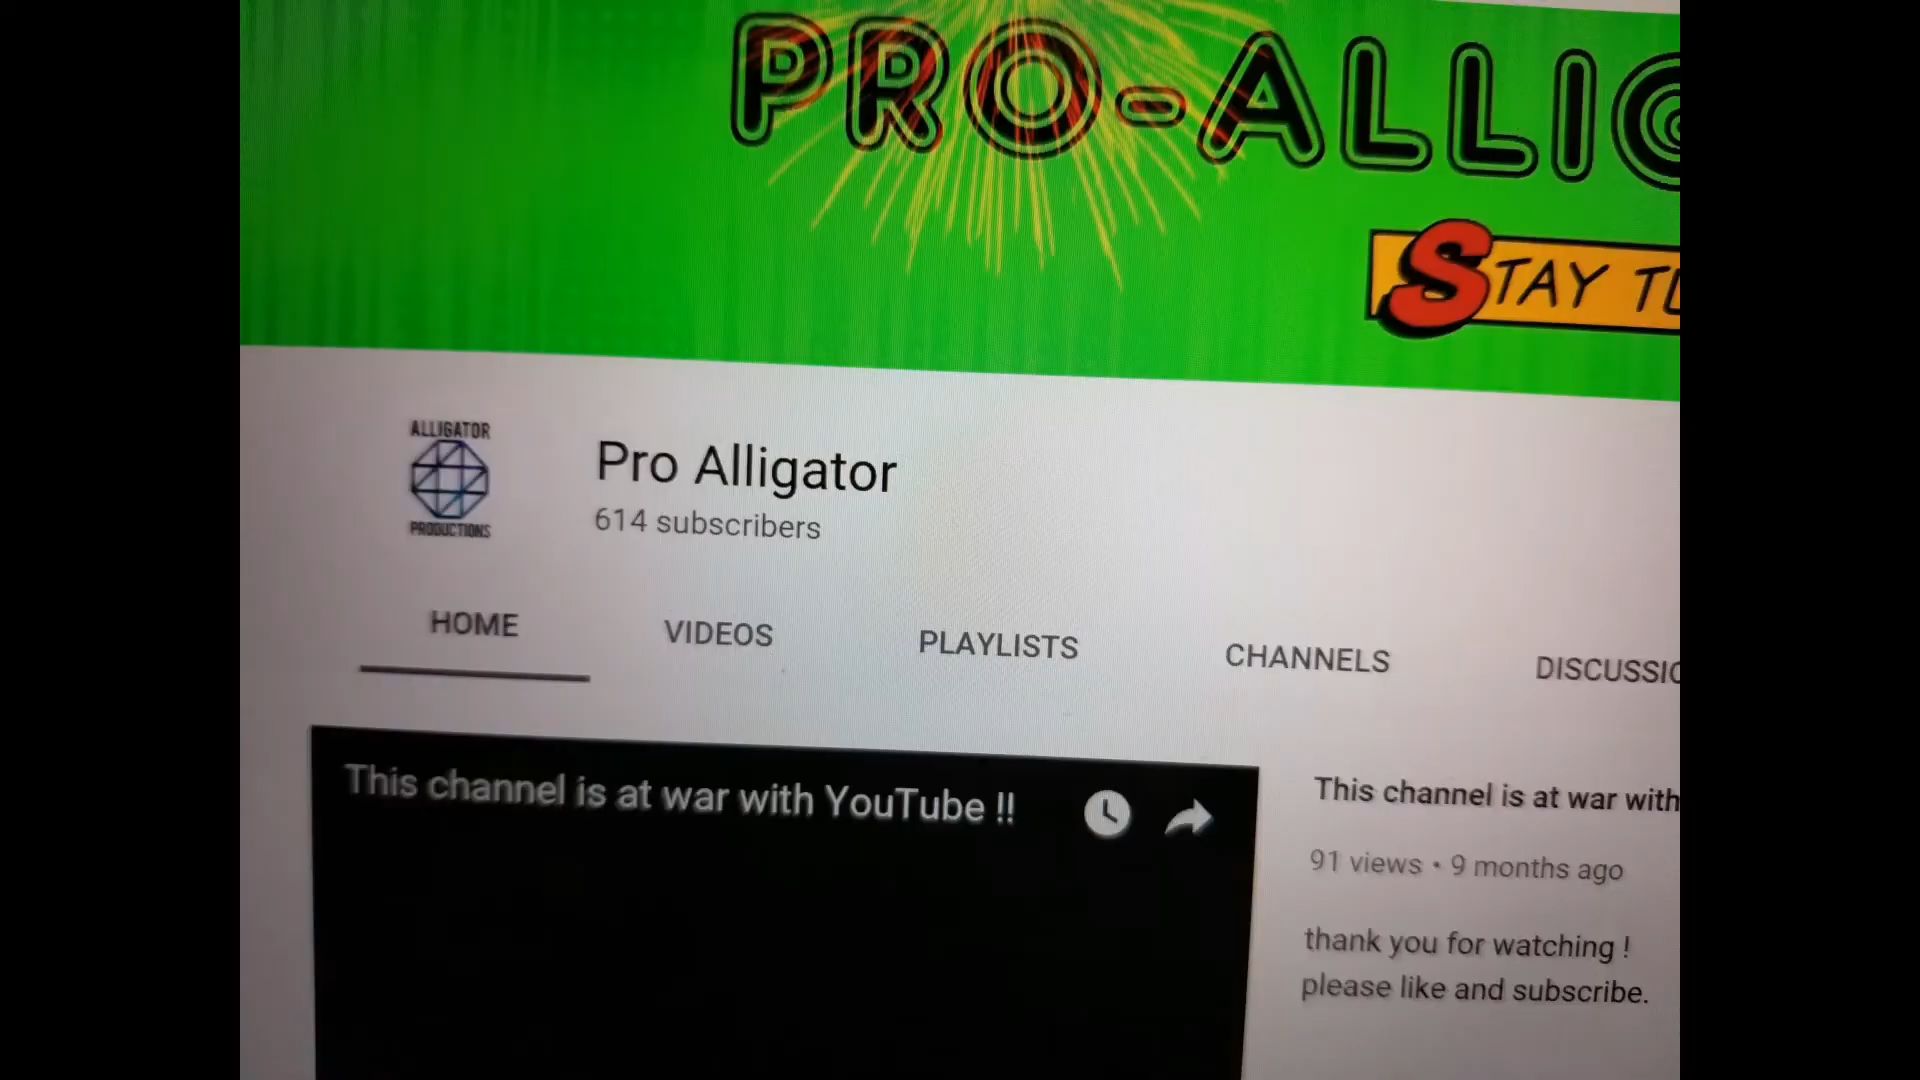 PRO-ALLIG
STAY TU
ALLIGATOR
PRODUCTIONS
Pro Alligator
614 subscribers
HOME
VIDEOS
PLAYLISTS
CHANNELS
DISCUSSIO
This channel is at war with YouTube !!
This channel is at war with
91 views • 9 months ago
thank you for watching !
please like and subscribe.